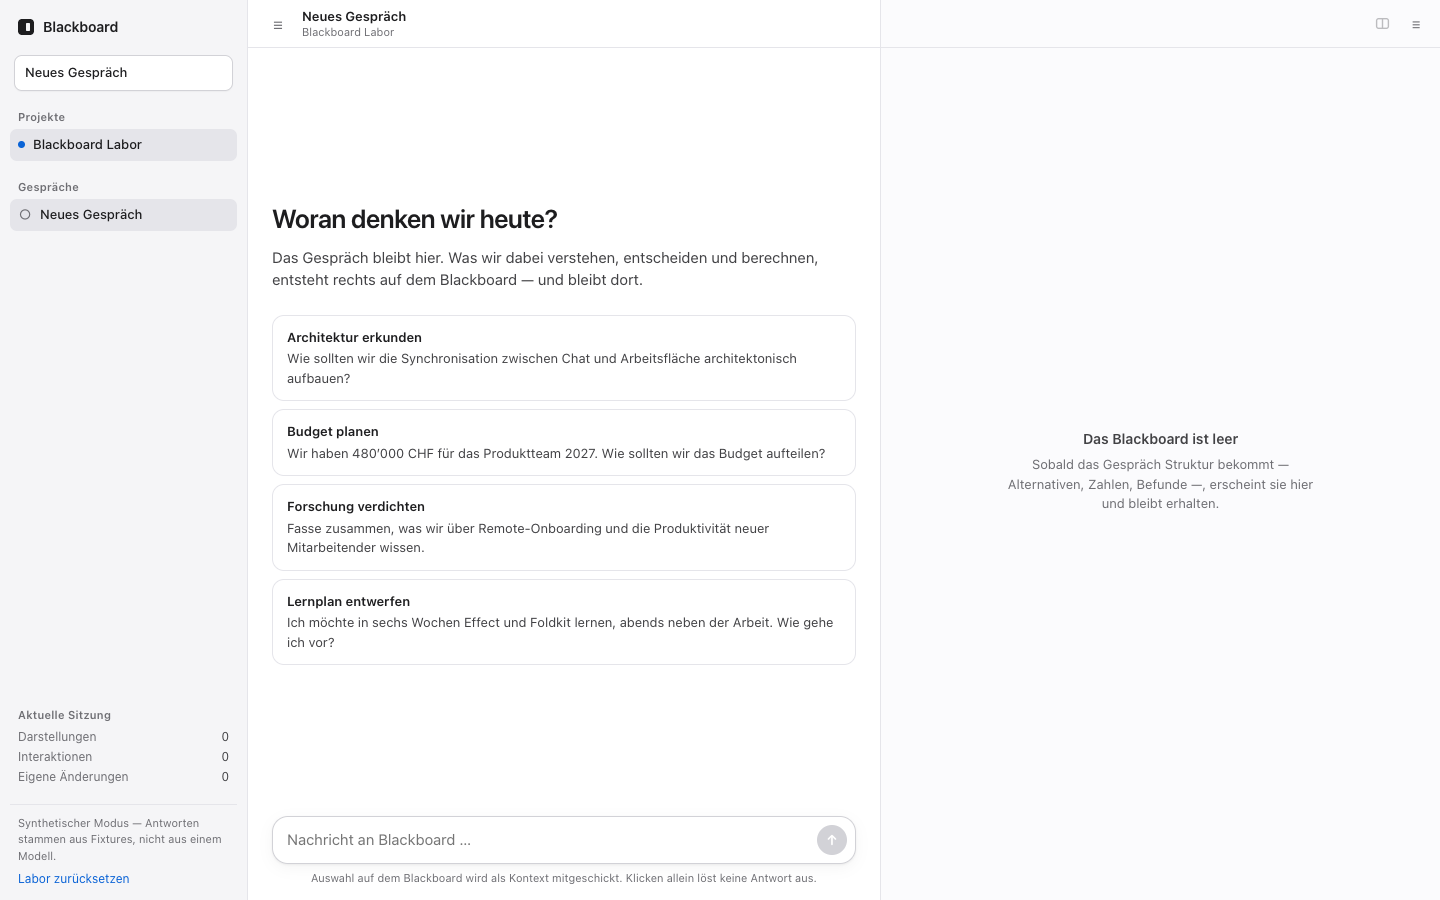 Blackboard
Neues Gespräch
Projekte
Blackboard Labor
Gespräche
Neues Gespräch
Aktuelle Sitzung
Darstellungen 0
Interaktionen 0
Eigene Änderungen 0
Synthetischer Modus — Antworten
stammen aus Fixtures, nicht aus einem
Modell.
Labor zurücksetzen
Neues Gespräch
Blackboard Labor
Woran denken wir heute?
Das Gespräch bleibt hier. Was wir dabei verstehen, entscheiden und berechnen,
entsteht rechts auf dem Blackboard — und bleibt dort.
Architektur erkunden
Wie sollten wir die Synchronisation zwischen Chat und Arbeitsfläche architektonisch
aufbauen?
Budget planen
Wir haben 480’000 CHF für das Produktteam 2027. Wie sollten wir das Budget aufteilen?
Forschung verdichten
Fasse zusammen, was wir über Remote-Onboarding und die Produktivität neuer
Mitarbeitender wissen.
Lernplan entwerfen
Ich möchte in sechs Wochen Effect und Foldkit lernen, abends neben der Arbeit. Wie gehe
ich vor?
Nachricht an Blackboard …
Auswahl auf dem Blackboard wird als Kontext mitgeschickt. Klicken allein löst keine Antwort aus.
Das Blackboard ist leer
Sobald das Gespräch Struktur bekommt —
Alternativen, Zahlen, Befunde —, erscheint sie hier
und bleibt erhalten.